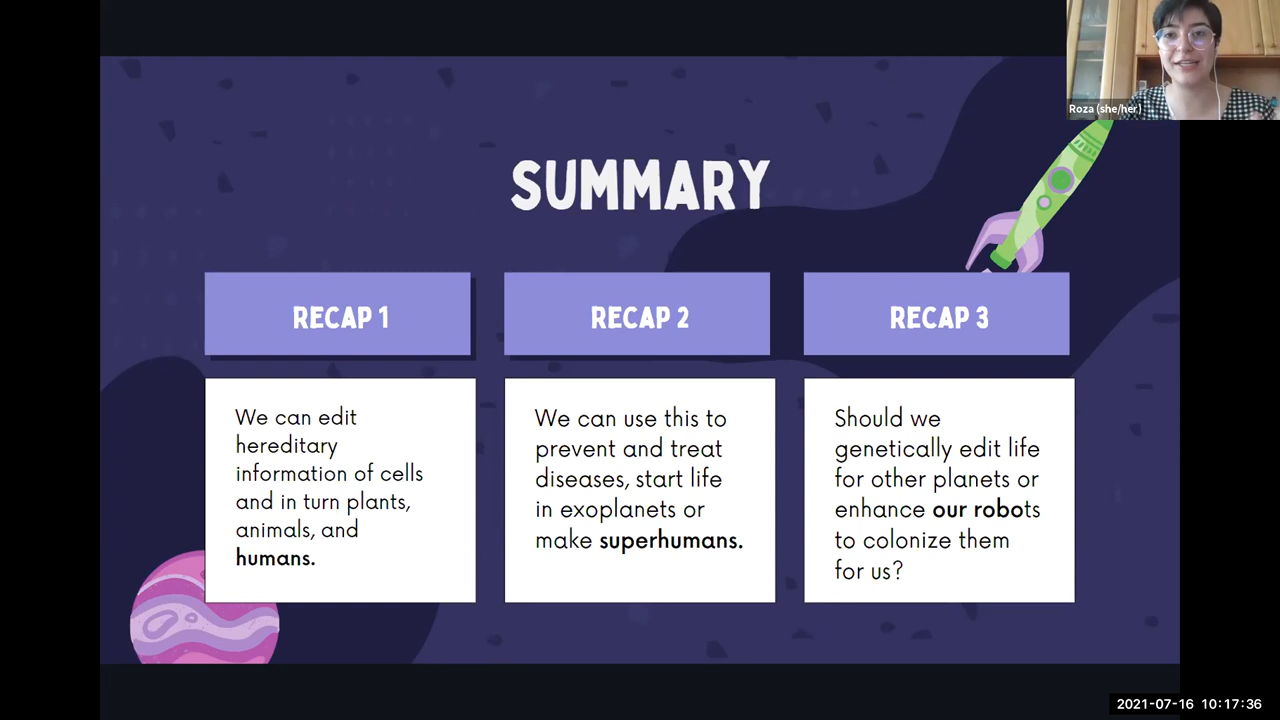 Roza (she/her)
SUMMARY
RECAP 1
We can edit
hereditary
information of cells
and in turn plants,
animals, and
humans.
RECAP 2
We can use this to
prevent and treat
diseases, start life
in exoplanets or
make superhumans.
RECAP 3
Should we
genetically edit life
for other planets or
enhance our robots
to colonize them
for us?
2021-07-16 10:17:36